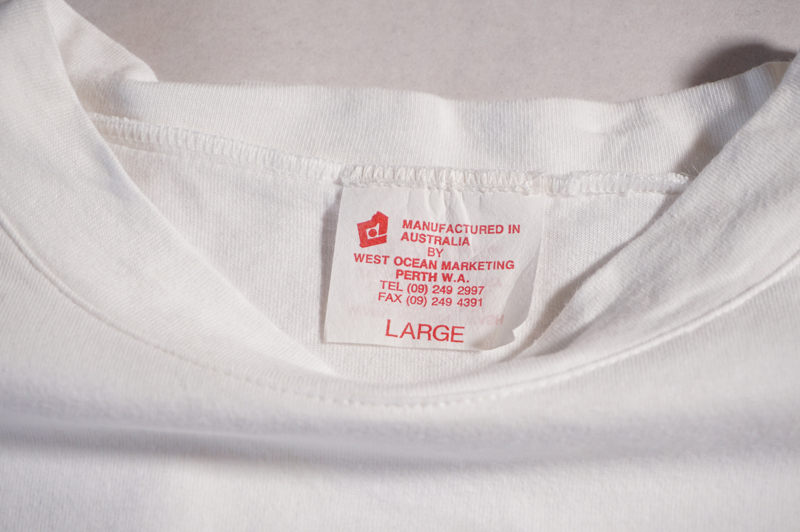 MANUFACTURED IN
AUSTRALIA
BY
WEST OCEAN MARKETING
PERTH W.A.
TEL (09) 249 2997
FAX (09) 249 4391
LARGE